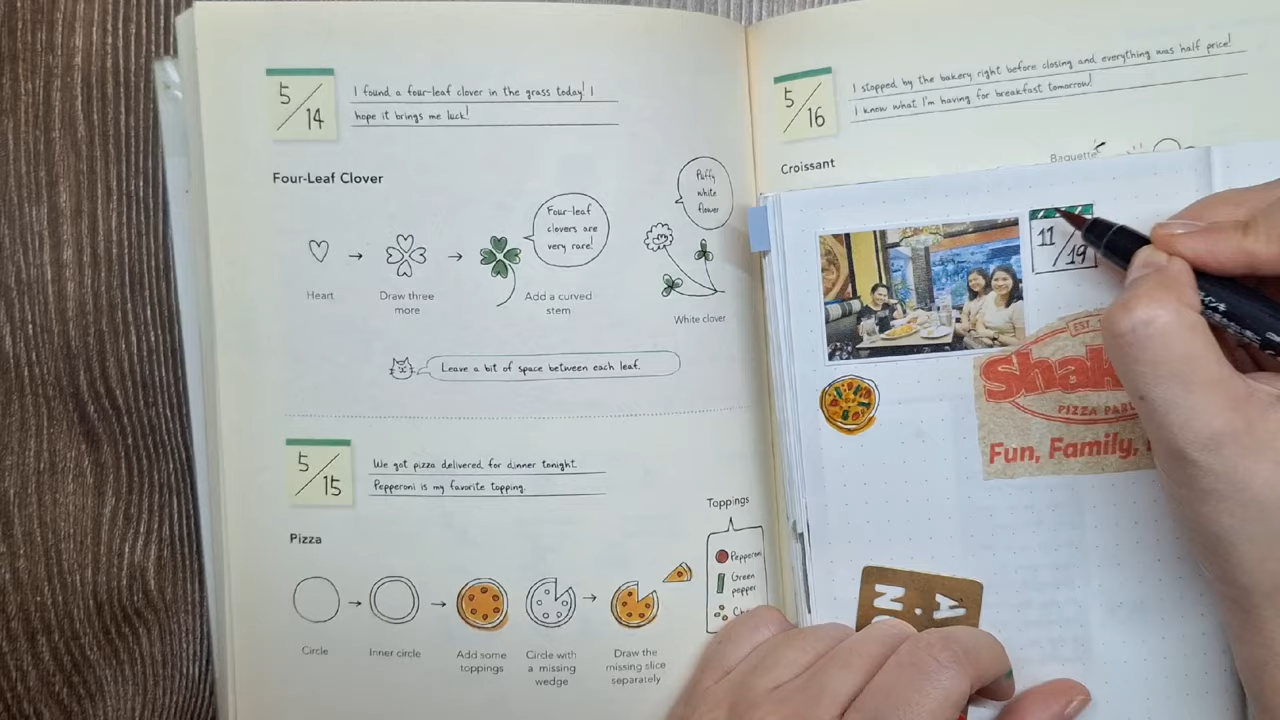 5/14
I found a four-leaf clover in the grass today! I
hope it brings me luck!
Four-Leaf Clover
Four-leaf
clovers are
very rare!
Puffy
white
flower
Heart
Draw three
more
Add a curved
stem
White clover
Leave a bit of space between each leaf.
5/15
We got pizza delivered for dinner tonight.
Pepperoni is my favorite topping.
Pizza
Toppings
Pepperoni
Green
pepper
Circle
Inner circle
Add some
toppings
Circle with
a missing
wedge
Draw the
missing slice
separately
5/16
I stopped by the bakery right before closing and everything was half price!
I know what I'm having for breakfast tomorrow!
Croissant
Baguette
11/19
EST.
PIZZA
Fun, Family,